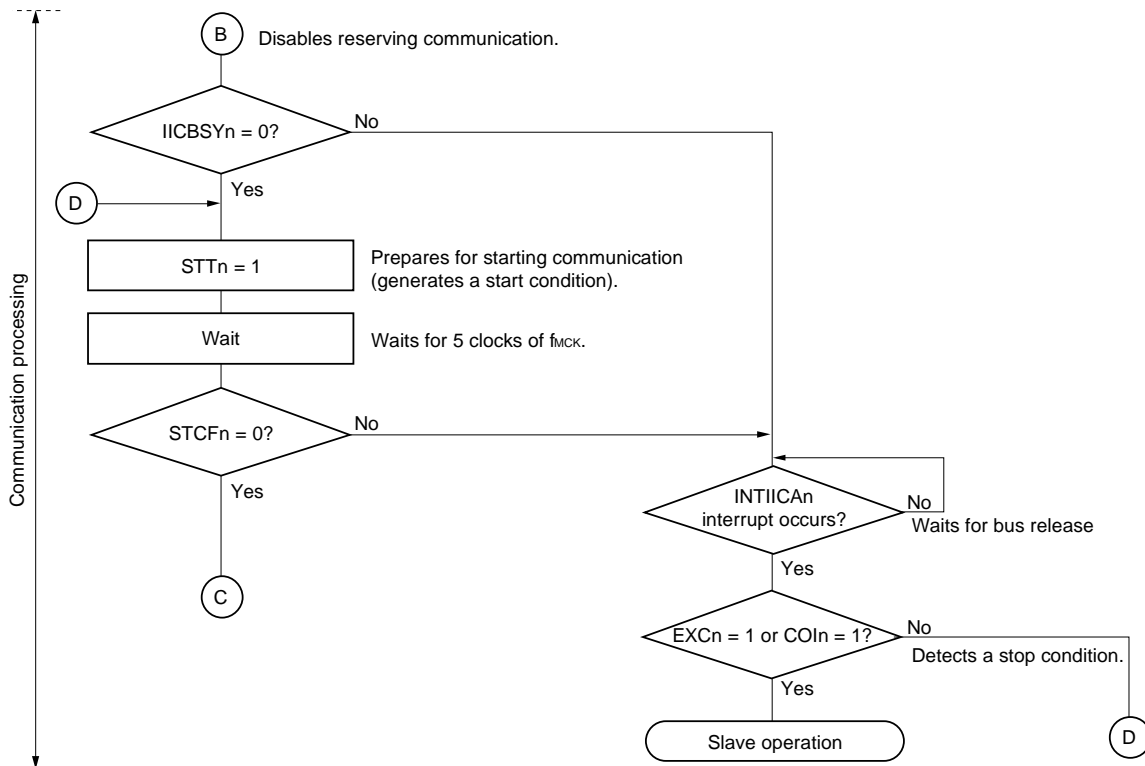 B
Disables reserving communication.
IICBSYn = 0?
No
Yes
D
STTn = 1
Prepares for starting communication
(generates a start condition).
Wait
Waits for 5 clocks of fMCK.
STCFn = 0?
No
Yes
C
INTIICAn
interrupt occurs?
No
Waits for bus release
Yes
EXCn = 1 or COIn = 1?
No
Detects a stop condition.
Yes
Slave operation
D
Communication processing